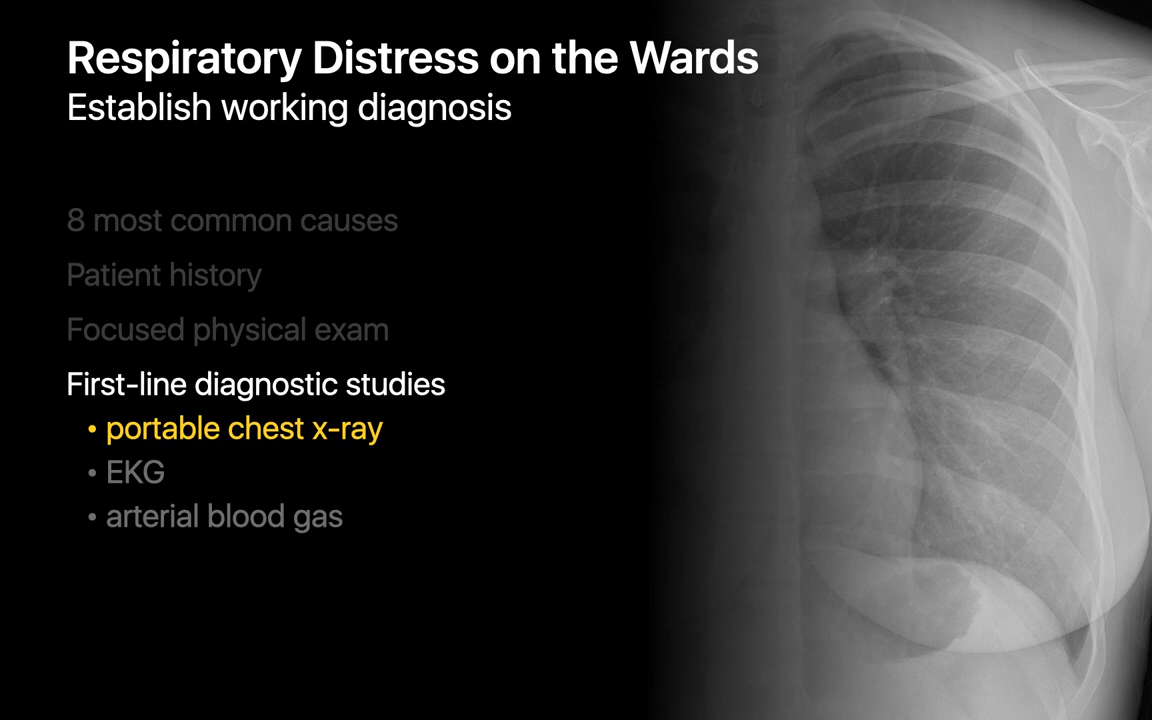 Respiratory Distress on the Wards
Establish working diagnosis
8 most common causes
Patient history
Focused physical exam
First-line diagnostic studies
• portable chest x-ray
• EKG
• arterial blood gas